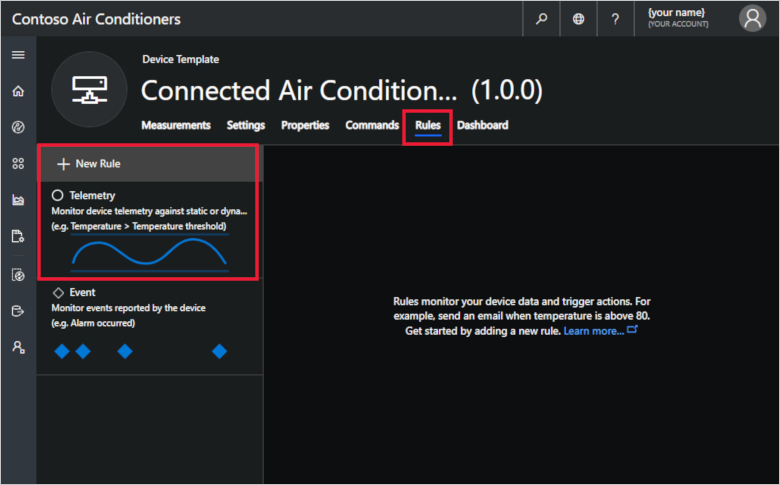 Contoso Air Conditioners
?
{your name}
{YOUR ACCOUNT}
Device Template
Connected Air Condition... (1.0.0)
Measurements Settings Properties Commands Rules Dashboard
+ New Rule
Telemetry
Monitor device telemetry against static or dyna...
(e.g. Temperature > Temperature threshold)
Event
Monitor events reported by the device
(e.g. Alarm occurred)
Rules monitor your device data and trigger actions. For
example, send an email when temperature is above 80.
Get started by adding a new rule. Learn more...